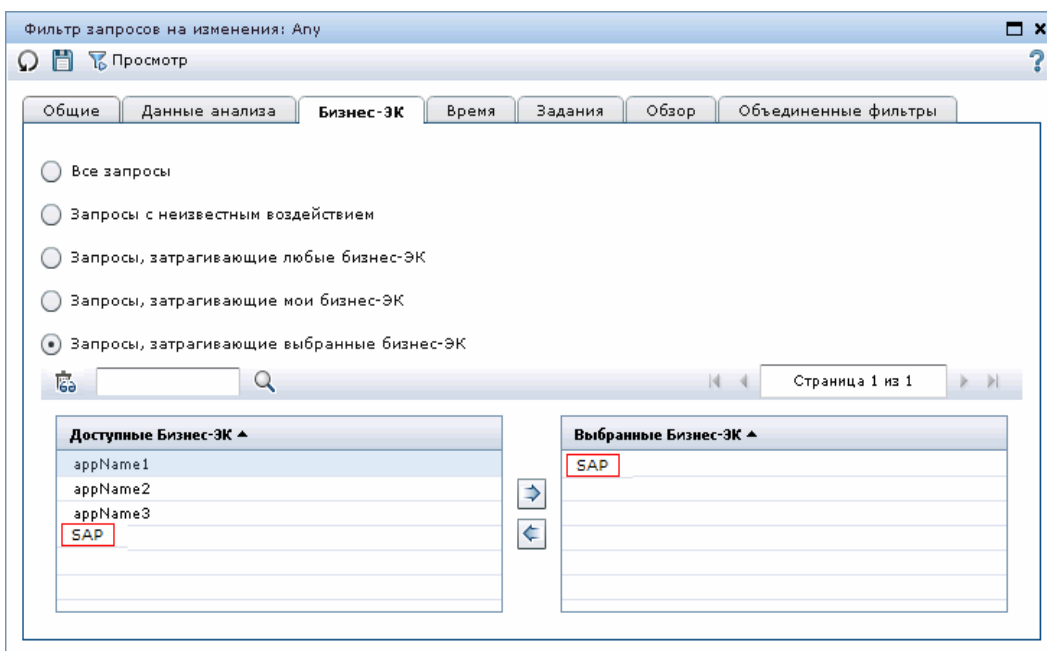 Фильтр запросов на изменения: Any
Просмотр
?
Общие Данные анализа Бизнес-ЭК Время Задания Обзор Объединенные фильтры
Все запросы
Запросы с неизвестным воздействием
Запросы, затрагивающие любые бизнес-ЭК
Запросы, затрагивающие мои бизнес-ЭК
Запросы, затрагивающие выбранные бизнес-ЭК
Страница 1 из 1
Доступные Бизнес-ЭК Выбранные Бизнес-ЭК
appName1 SAP
appName2
appName3
SAP